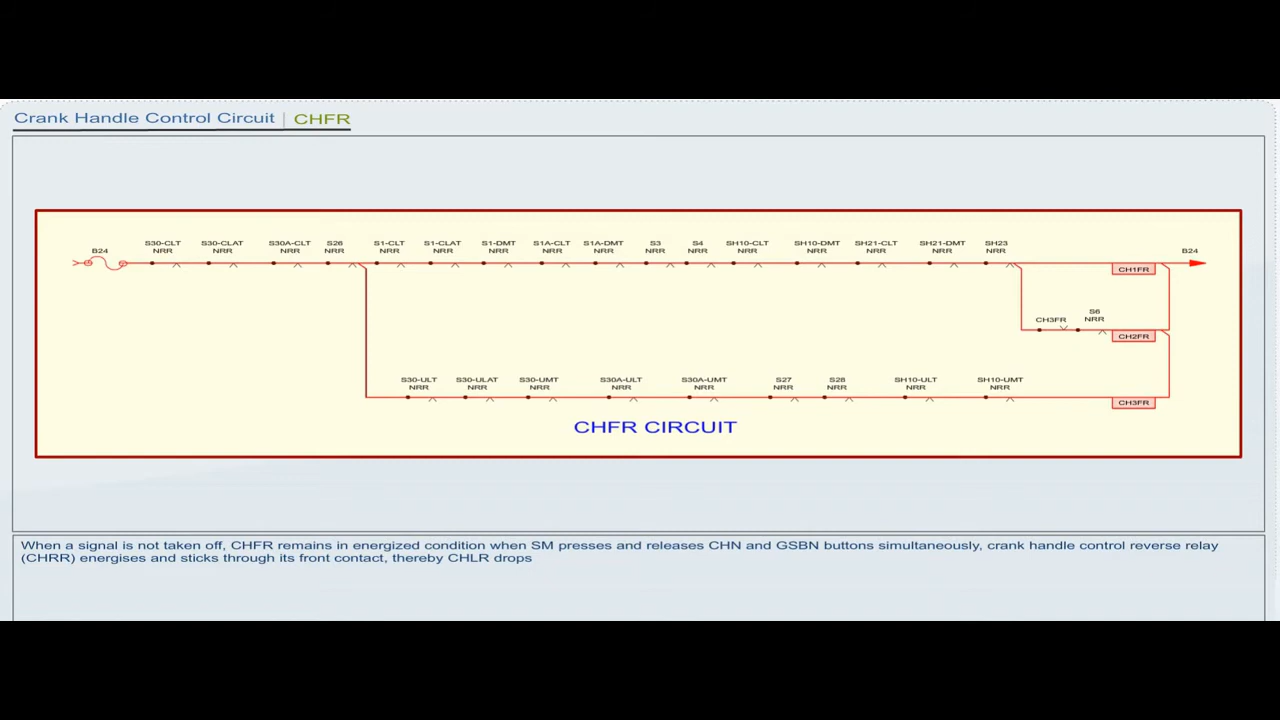 Crank Handle Control Circuit | CHFR
B24
S30-CLT NRR
S30-CLAT NRR
S30A-CLT NRR
S26 NRR
S1-CLT NRR
S1-CLAT NRR
S1-DMT NRR
S1A-CLT NRR
S1A-DMT NRR
S3 NRR
S4 NRR
SH10-CLT NRR
SH10-DMT NRR
SH21-CLT NRR
SH21-DMT NRR
SH23 NRR
B24
CH1FR
CH3FR
S6 NRR
CH2FR
S30-ULT NRR
S30-ULAT NRR
S30-UMT NRR
S30A-ULT NRR
S30A-UMT NRR
S27 NRR
S28 NRR
SH10-ULT NRR
SH10-UMT NRR
CH3FR
CHFR CIRCUIT
When a signal is not taken off, CHFR remains in energized condition when SM presses and releases CHN and GSBN buttons simultaneously, crank handle control reverse relay
(CHRR) energises and sticks through its front contact, thereby CHLR drops